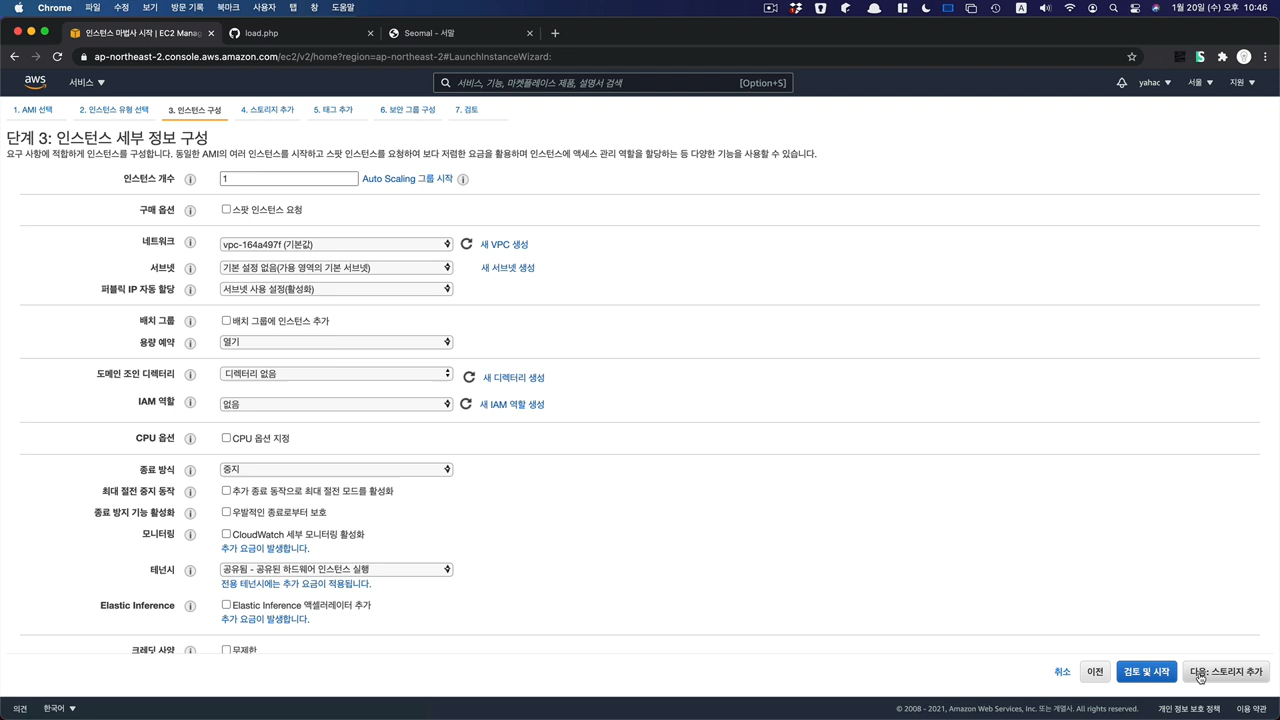 Chrome 파일 수정 보기 방문 기록 북마크 사용자 탭 창 도움말 A 1월 20일 (수) 오후 10:46
인스턴스 마법사 시작 | EC2 Manag × load.php × Seomal - 서말 × +
ap-northeast-2.console.aws.amazon.com/ec2/v2/home?region=ap-northeast-2#LaunchInstanceWizard:
aws 서비스 ▼ 서비스, 기능, 마켓플레이스 제품, 설명서 검색 [Option+S] yahac ▼ 서울 ▼ 지원 ▼
1. AMI 선택 2. 인스턴스 유형 선택 3. 인스턴스 구성 4. 스토리지 추가 5. 태그 추가 6. 보안 그룹 구성 7. 검토
단계 3: 인스턴스 세부 정보 구성
요구 사항에 적합하게 인스턴스를 구성합니다. 동일한 AMI의 여러 인스턴스를 시작하고 스팟 인스턴스를 요청하여 보다 저렴한 요금을 활용하며 인스턴스에 액세스 관리 역할을 할당하는 등 다양한 기능을 사용할 수 있습니다.
인스턴스 개수 i 1 Auto Scaling 그룹 시작 i
구매 옵션 i 스팟 인스턴스 요청
네트워크 i vpc-164a497f (기본값) 새 VPC 생성
서브넷 i 기본 설정 없음(가용 영역의 기본 서브넷) 새 서브넷 생성
퍼블릭 IP 자동 할당 i 서브넷 사용 설정(활성화)
배치 그룹 i 배치 그룹에 인스턴스 추가
용량 예약 i 열기
도메인 조인 디렉터리 i 디렉터리 없음 새 디렉터리 생성
IAM 역할 i 없음 새 IAM 역할 생성
CPU 옵션 i CPU 옵션 지정
종료 방식 i 중지
최대 절전 중지 동작 i 추가 종료 동작으로 최대 절전 모드를 활성화
종료 방지 기능 활성화 i 우발적인 종료로부터 보호
모니터링 i CloudWatch 세부 모니터링 활성화
추가 요금이 발생합니다.
테넌시 i 공유됨 - 공유된 하드웨어 인스턴스 실행
전용 테넌시에는 추가 요금이 적용됩니다.
Elastic Inference i Elastic Inference 액셀러레이터 추가
추가 요금이 발생합니다.
크레딧 사양 i 무제한
취소 이전 검토 및 시작 다음: 스토리지 추가
의견 한국어 ▼ © 2008 - 2021, Amazon Web Services, Inc. 또는 계열사. All rights reserved. 개인 정보 보호 정책 이용 약관